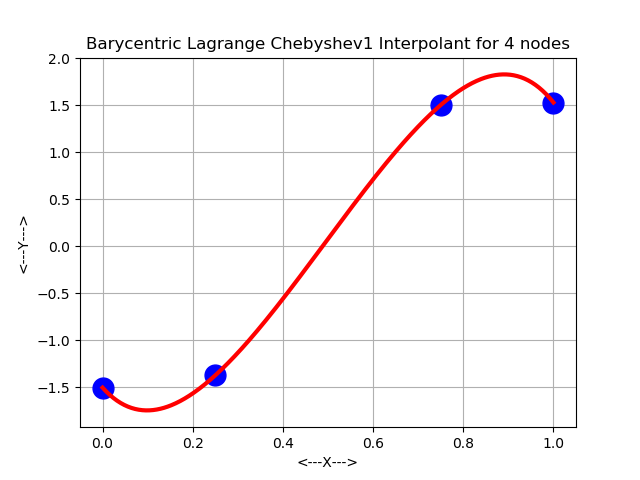 Barycentric Lagrange Chebyshev1 Interpolant for 4 nodes
2.0
1.5
1.0
0.5
0.0
−0.5
−1.0
−1.5
<---Y--->
0.0 0.2 0.4 0.6 0.8 1.0
<---X--->